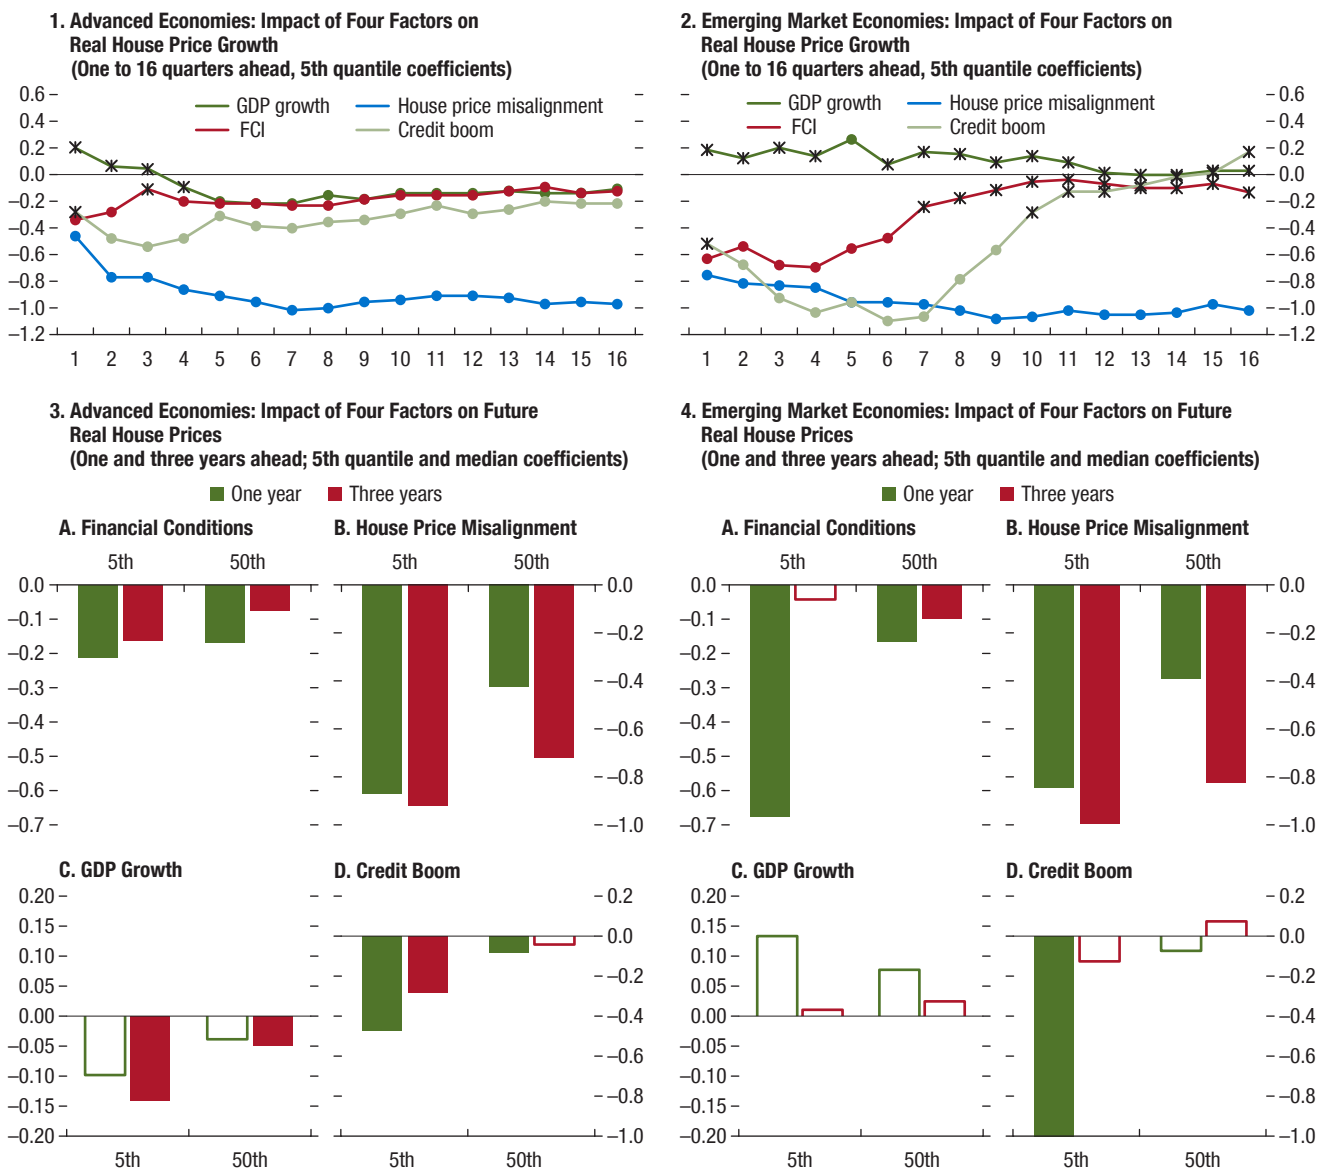 1. Advanced Economies: Impact of Four Factors on
Real House Price Growth
(One to 16 quarters ahead, 5th quantile coefficients)
GDP growth
House price misalignment
FCI
Credit boom
0.6
0.4
0.2
0.0
–0.2
–0.4
–0.6
–0.8
–1.0
–1.2
1 2 3 4 5 6 7 8 9 10 11 12 13 14 15 16
2. Emerging Market Economies: Impact of Four Factors on
Real House Price Growth
(One to 16 quarters ahead, 5th quantile coefficients)
GDP growth
House price misalignment
FCI
Credit boom
0.6
0.4
0.2
0.0
–0.2
–0.4
–0.6
–0.8
–1.0
–1.2
1 2 3 4 5 6 7 8 9 10 11 12 13 14 15 16
3. Advanced Economies: Impact of Four Factors on Future
Real House Prices
(One and three years ahead; 5th quantile and median coefficients)
One year
Three years
A. Financial Conditions
5th 50th
0.0
–0.1
–0.2
–0.3
–0.4
–0.5
–0.6
–0.7
B. House Price Misalignment
5th 50th
0.0
–0.2
–0.4
–0.6
–0.8
–1.0
C. GDP Growth
0.20
0.15
0.10
0.05
0.00
–0.05
–0.10
–0.15
–0.20
5th 50th
D. Credit Boom
0.2
0.0
–0.2
–0.4
–0.6
–0.8
–1.0
5th 50th
4. Emerging Market Economies: Impact of Four Factors on Future
Real House Prices
(One and three years ahead; 5th quantile and median coefficients)
One year
Three years
A. Financial Conditions
5th 50th
0.0
–0.1
–0.2
–0.3
–0.4
–0.5
–0.6
–0.7
B. House Price Misalignment
5th 50th
0.0
–0.2
–0.4
–0.6
–0.8
–1.0
C. GDP Growth
0.20
0.15
0.10
0.05
0.00
–0.05
–0.10
–0.15
–0.20
5th 50th
D. Credit Boom
0.2
0.0
–0.2
–0.4
–0.6
–0.8
–1.0
5th 50th